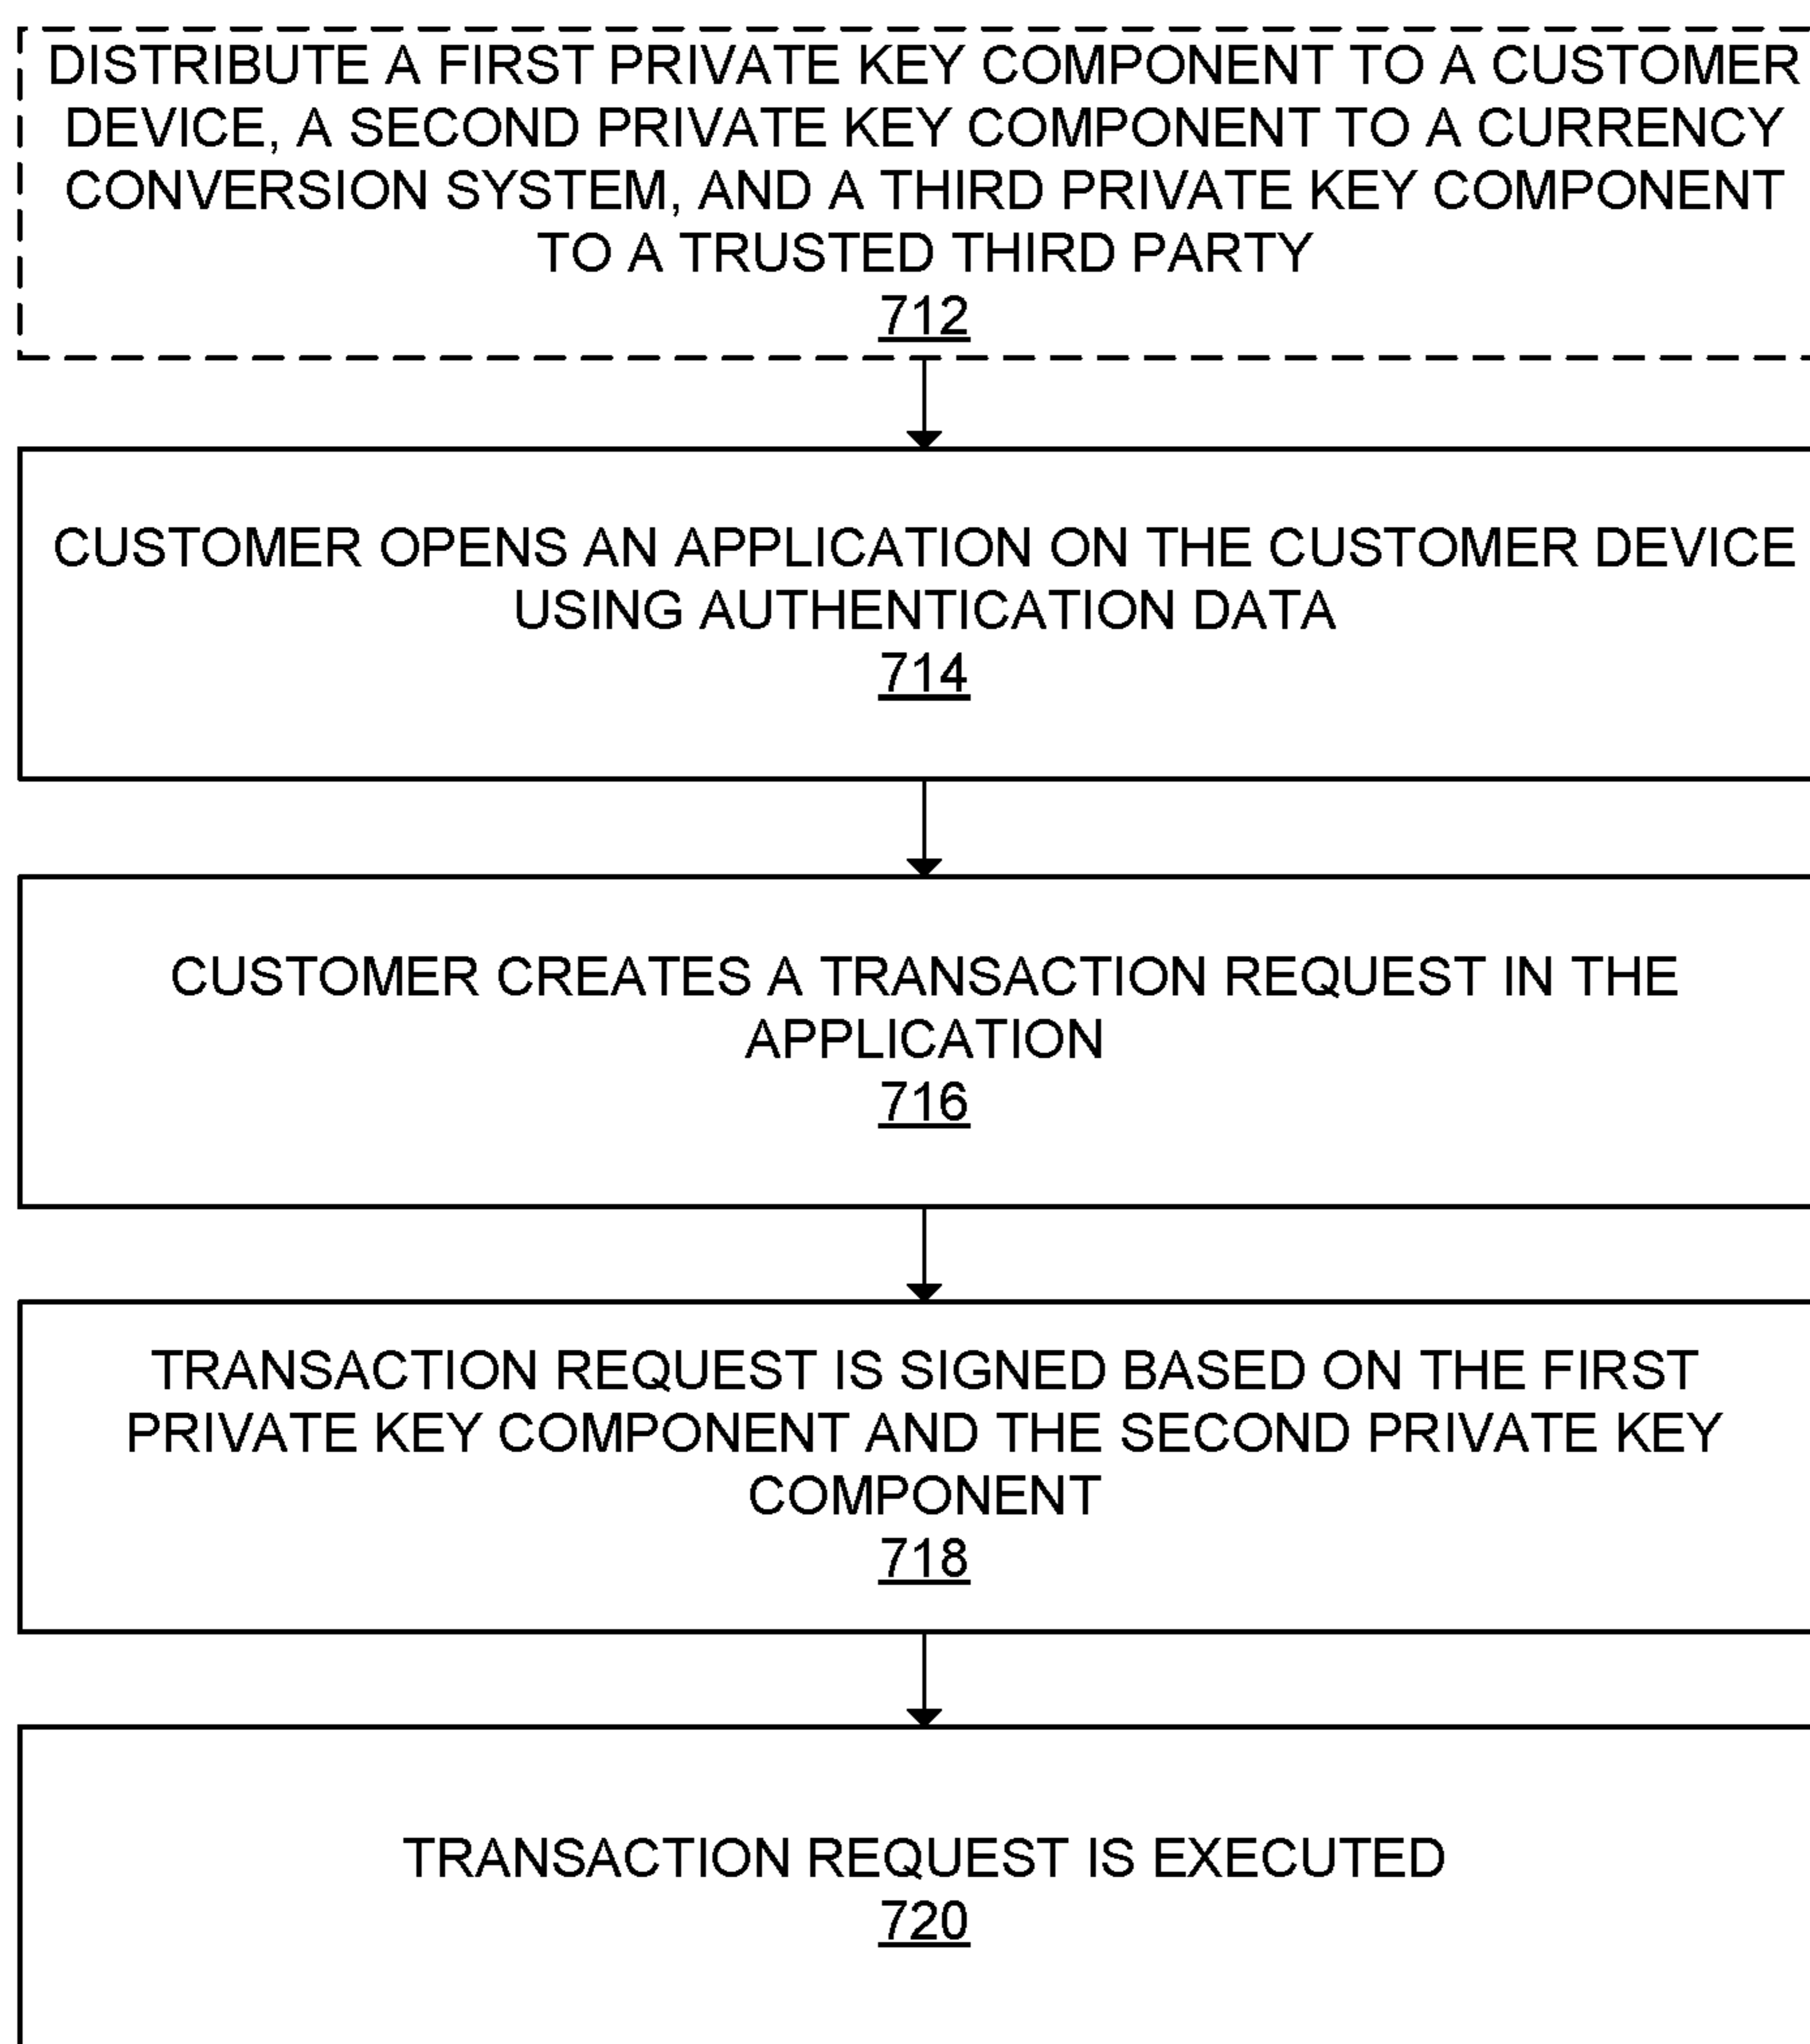 DISTRIBUTE A FIRST PRIVATE KEY COMPONENT TO A CUSTOMER
DEVICE, A SECOND PRIVATE KEY COMPONENT TO A CURRENCY
CONVERSION SYSTEM, AND A THIRD PRIVATE KEY COMPONENT
TO A TRUSTED THIRD PARTY
712
CUSTOMER OPENS AN APPLICATION ON THE CUSTOMER DEVICE
USING AUTHENTICATION DATA
714
CUSTOMER CREATES A TRANSACTION REQUEST IN THE
APPLICATION
716
TRANSACTION REQUEST IS SIGNED BASED ON THE FIRST
PRIVATE KEY COMPONENT AND THE SECOND PRIVATE KEY
COMPONENT
718
TRANSACTION REQUEST IS EXECUTED
720